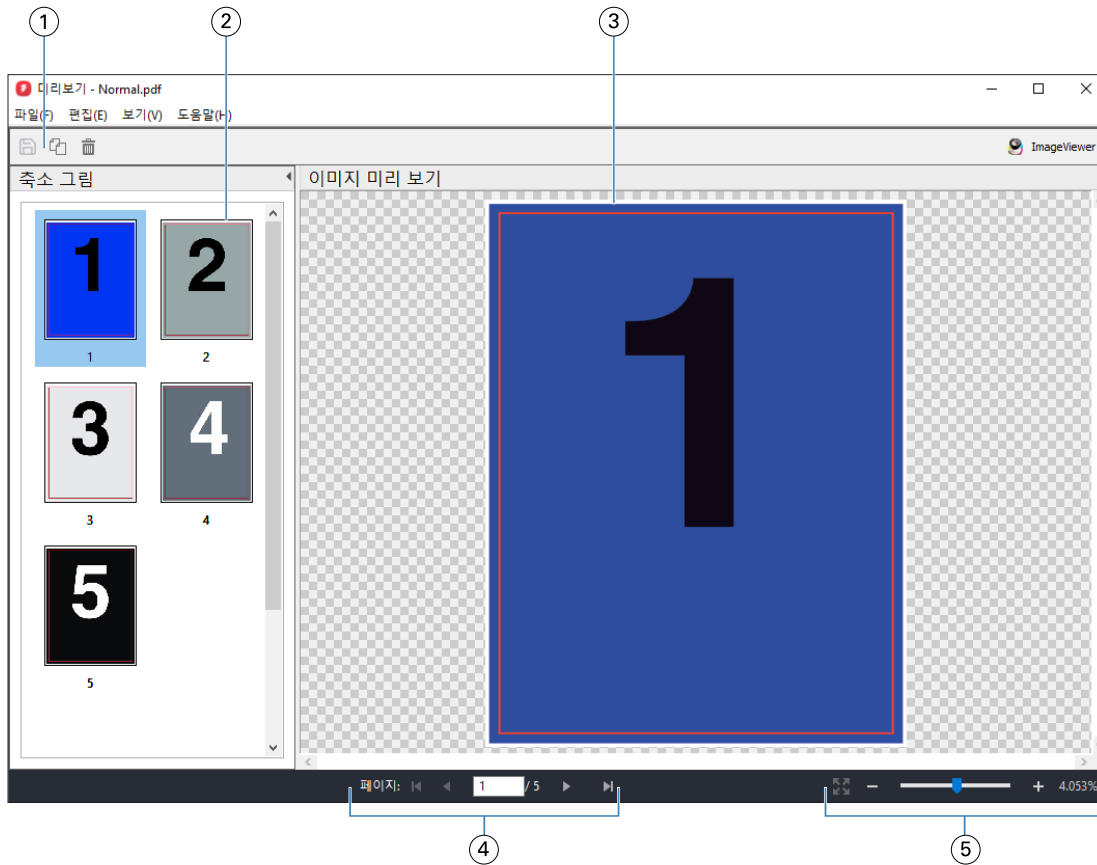 ① ② ③
미리보기 - Normal.pdf
파일(F) 편집(E) 보기(V) 도움말(H)
ImageViewer
축소 그림
이미지 미리 보기
1 2
1 2
3 4
3 4
5
5
1
페이지: 1 / 5
4.053%
④ ⑤